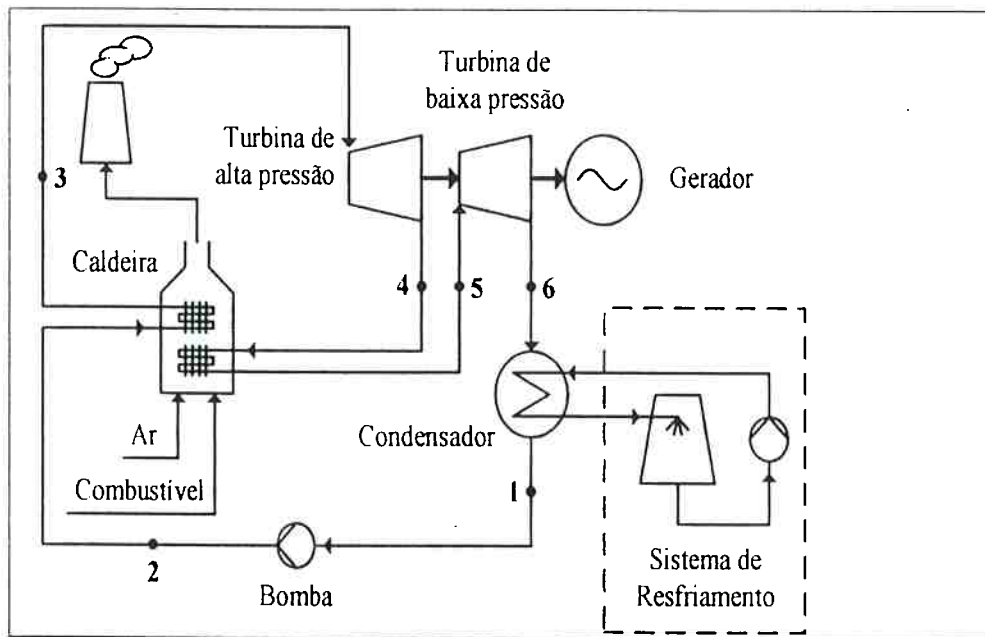 Turbina de
baixa pressão
Turbina de
alta pressão
3
Gerador
Caldeira
4
5
6
Ar
Condensador
Combustível
1
2
Bomba
Sistema de
Resfriamento